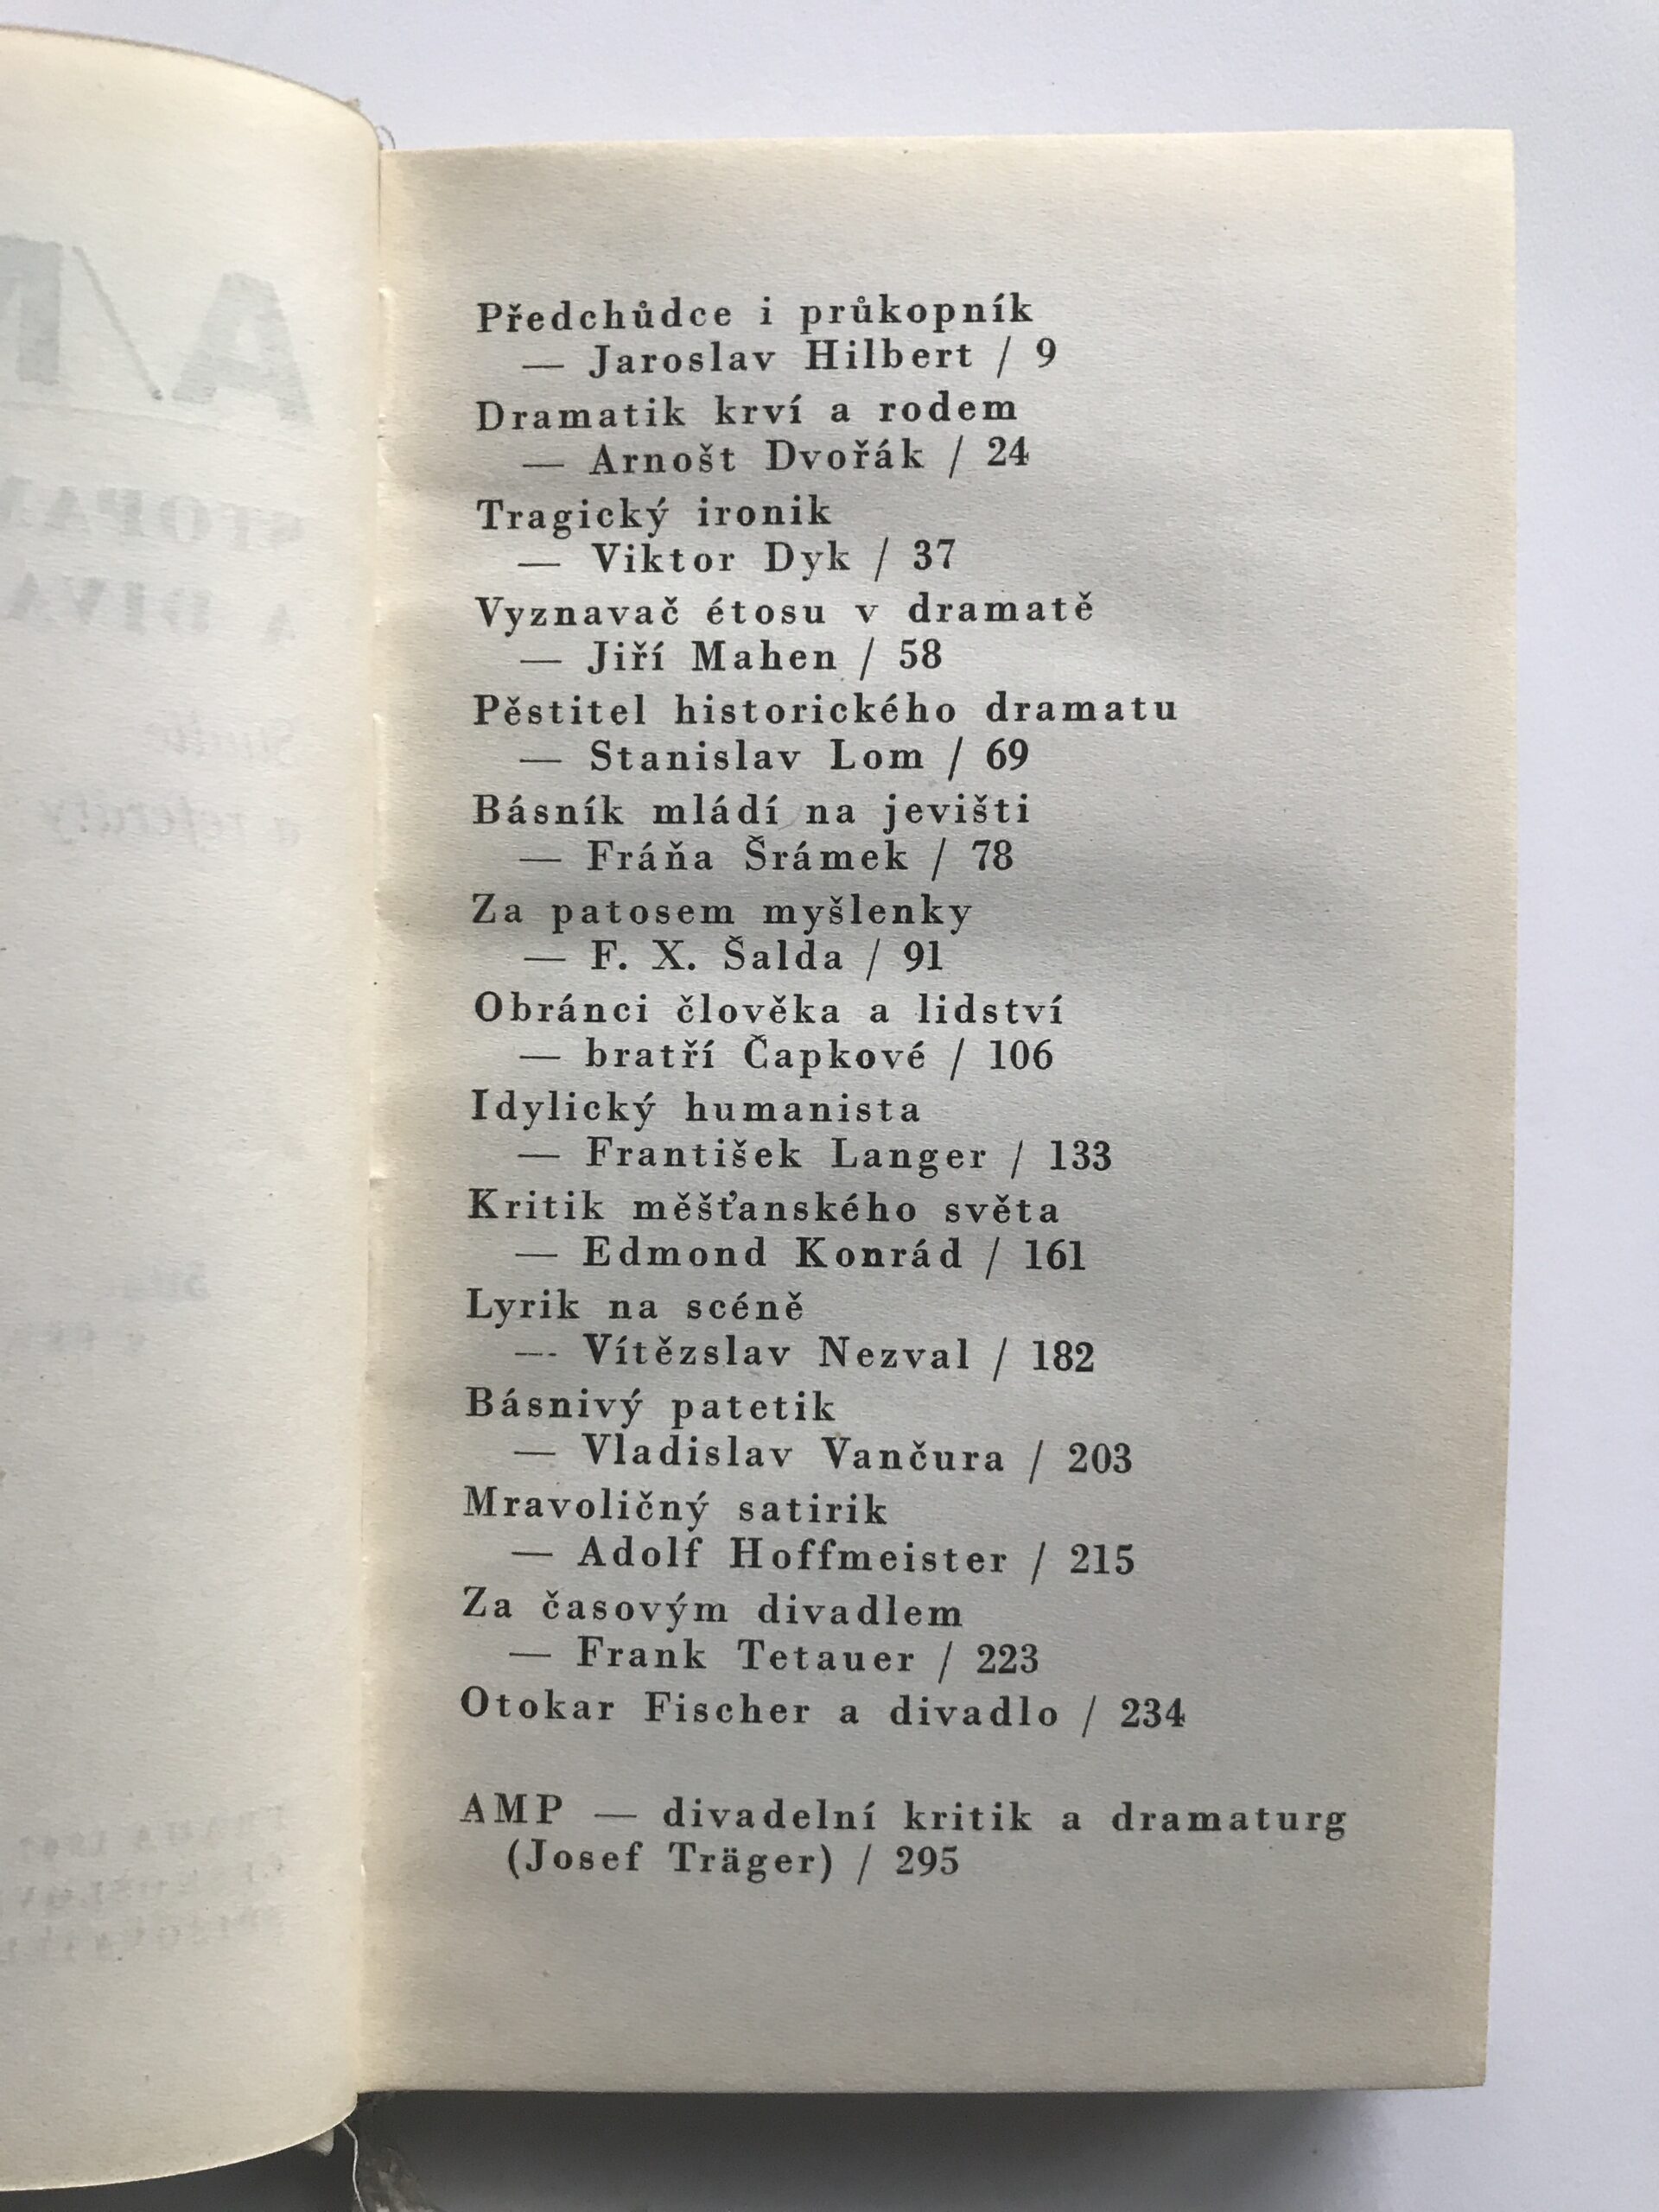 Předchůdce i průkopník
— Jaroslav Hilbert / 9
Dramatik krví a rodem
— Arnošt Dvořák / 24
Tragický ironik
— Viktor Dyk / 37
Vyznavač étosu v dramatě
— Jiří Mahen / 58
Pěstitel historického dramatu
— Stanislav Lom / 69
Básník mládí na jevišti
— Fráňa Šrámek / 78
Za patosem myšlenky
— F. X. Šalda / 91
Obránci člověka a lidství
— bratří Čapkové / 106
Idylický humanista
— František Langer / 133
Kritik měšťanského světa
— Edmond Konrád / 161
Lyrik na scéně
— Vítězslav Nezval / 182
Básnivý patetik
— Vladislav Vančura / 203
Mravoličný satirik
— Adolf Hoffmeister / 215
Za časovým divadlem
— Frank Tetauer / 223
Otokar Fischer a divadlo / 234
AMP — divadelní kritik a dramaturg
(Josef Träger) / 295